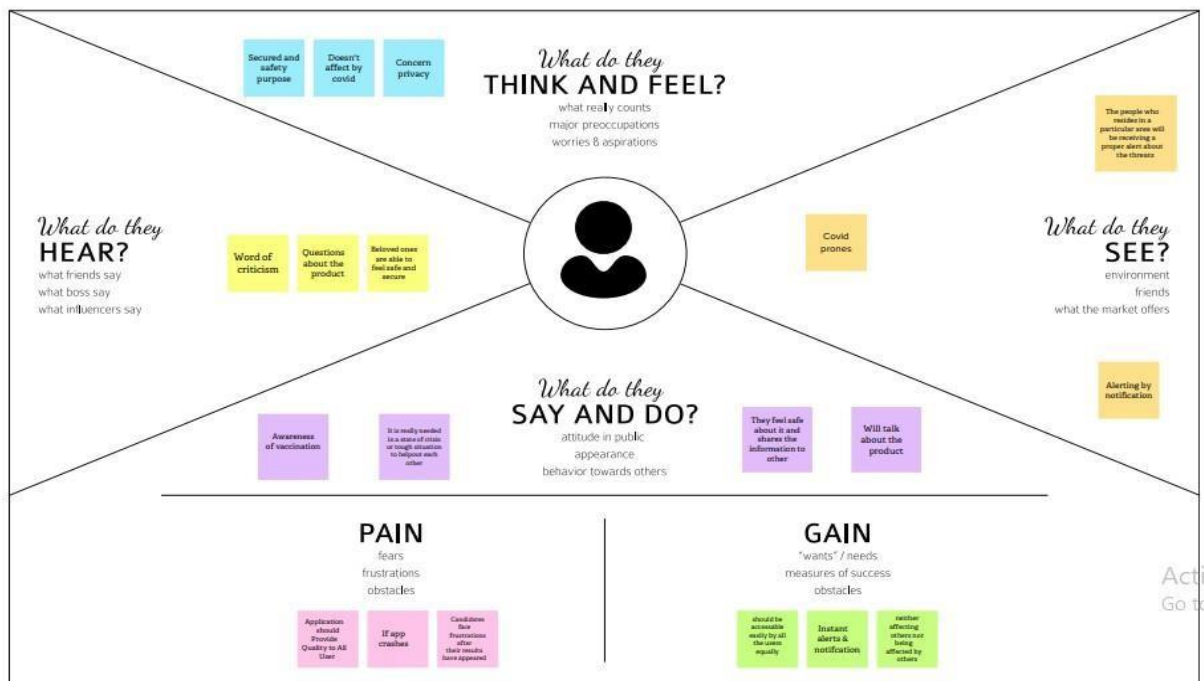 Secured and
safety
purpose
Doesn't
affect by
covid
Concern
privacy
What do they
THINK AND FEEL?
what really counts
major preoccupations
worries & aspirations
The people who
resides in a
particular area will
be receiving a
proper alert about
the threats
What do they
HEAR?
what friends say
what boss say
what influencers say
Word of
criticism
Questions
about the
product
Beloved ones
are able to
feel safe and
secure
Covid
prones
What do they
SEE?
environment
friends
what the market offers
Alerting by
notification
What do they
SAY AND DO?
attitude in public
appearance
behavior towards others
Awareness
of vaccination
It is really needed
in a state of crisis
or tough situation
to helpout each
other
They feel safe
about it and
shares the
information to
other
Will talk
about the
product
PAIN
fears
frustrations
obstacles
Application
should
Provide
Quality to All
User
If app
crashes
Candidates
face
frustrations
after
their results
have appeared
GAIN
"wants" / needs
measures of success
obstacles
should be
accessable
easily by all
the users
equally
Instant
alerts &
notifcation
neither
affecting
others nor
being
affected by
others
Acti
Go to